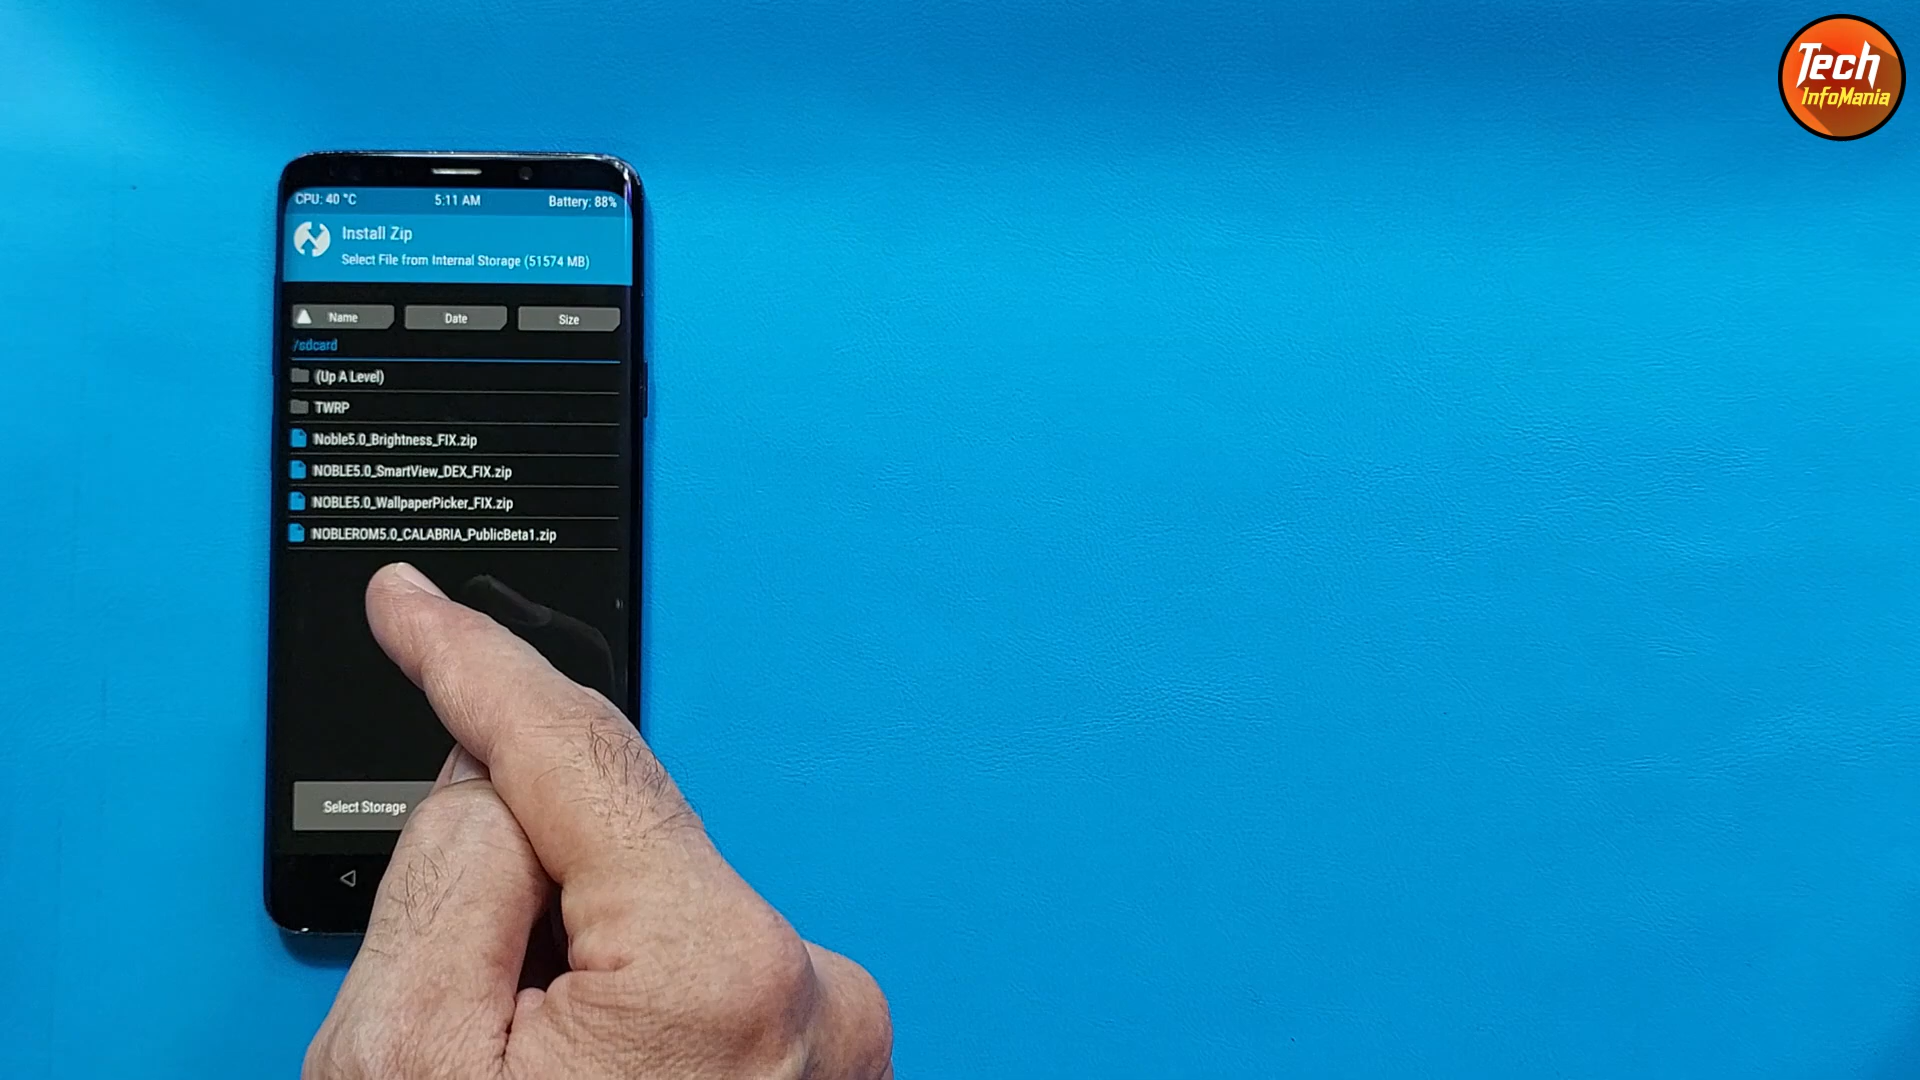 Tech
InfoMania
CPU: 40 °C 5:11 AM Battery: 88%
Install Zip
Select File from Internal Storage (51574 MB)
Name Date Size
/sdcard
(Up A Level)
TWRP
Noble5.0_Brightness_FIX.zip
NOBLE5.0_SmartView_DEX_FIX.zip
NOBLE5.0_WallpaperPicker_FIX.zip
NOBLEROM5.0_CALABRIA_PublicBeta1.zip
Select Storage